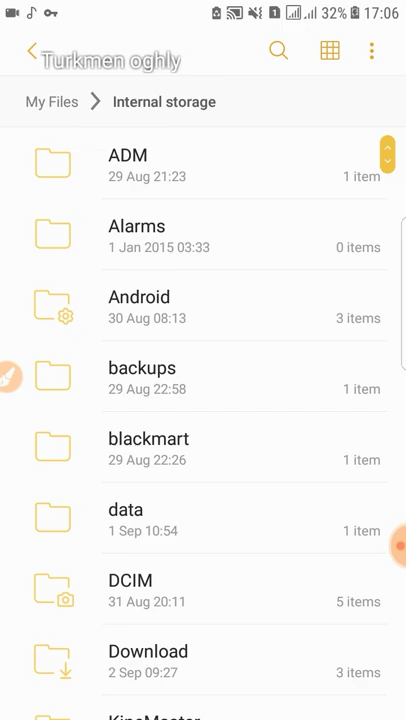 32% 17:06
Turkmen oghly
My Files Internal storage
ADM
29 Aug 21:23 1 item
Alarms
1 Jan 2015 03:33 0 items
Android
30 Aug 08:13 3 items
backups
29 Aug 22:58 1 item
blackmart
29 Aug 22:26 1 item
data
1 Sep 10:54 1 item
DCIM
31 Aug 20:11 5 items
Download
2 Sep 09:27 3 items
KineMaster